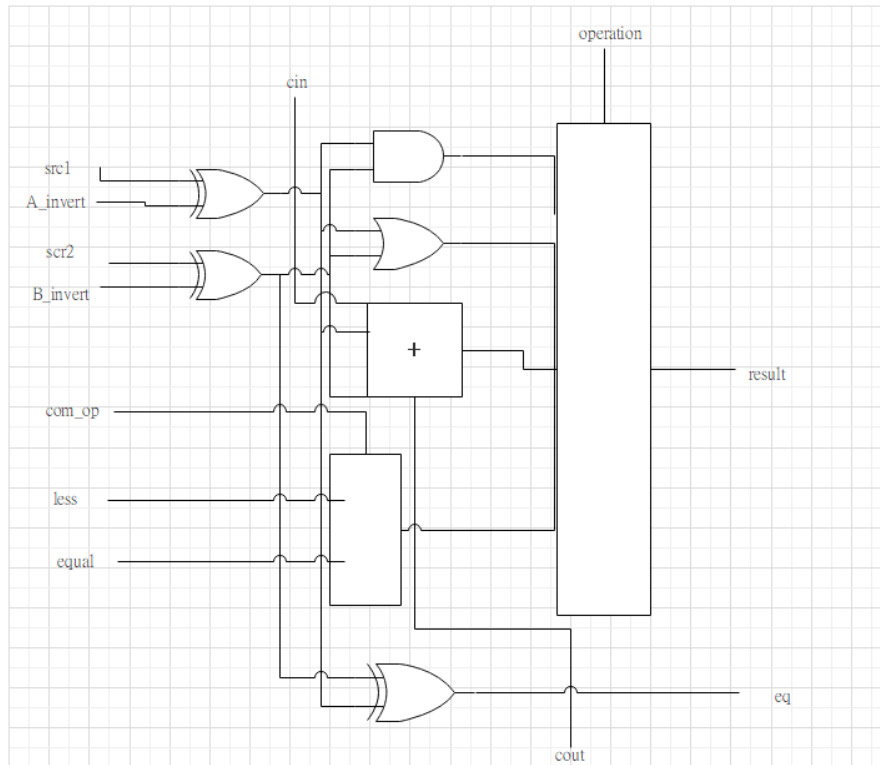 operation
cin
src1
A_invert
scr2
B_invert
+
result
com_op
less
equal
eq
cout